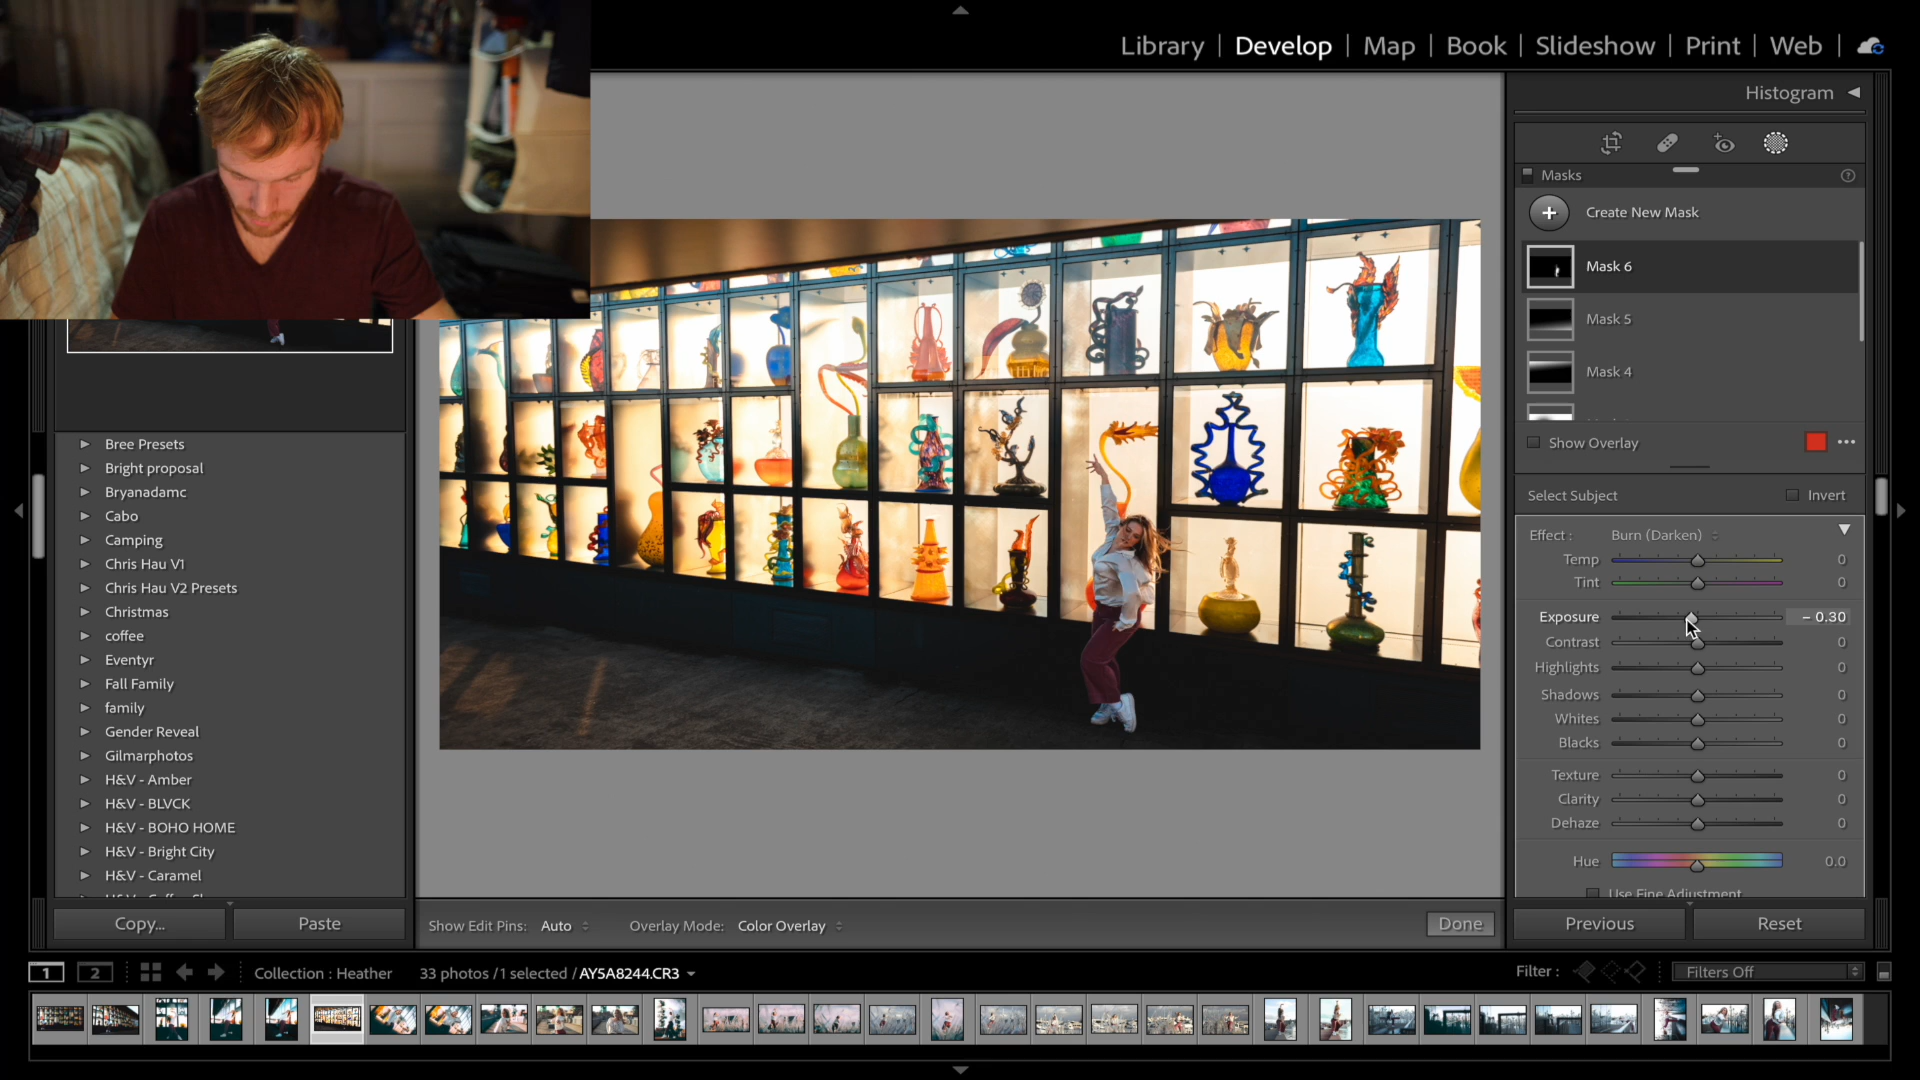 Library | Develop | Map | Book | Slideshow | Print | Web |
Histogram
Masks
Create New Mask
Mask 6
Mask 5
Mask 4
Show Overlay
Select Subject Invert
Effect : Burn (Darken)
Temp 0
Tint 0
Exposure – 0.30
Contrast 0
Highlights 0
Shadows 0
Whites 0
Blacks 0
Texture 0
Clarity 0
Dehaze 0
Hue 0.0
Use Fine Adjustment
Previous Reset
Bree Presets
Bright proposal
Bryanadamc
Cabo
Camping
Chris Hau V1
Chris Hau V2 Presets
Christmas
coffee
Eventyr
Fall Family
family
Gender Reveal
Gilmarphotos
H&V - Amber
H&V - BLVCK
H&V - BOHO HOME
H&V - Bright City
H&V - Caramel
Copy... Paste
Show Edit Pins: Auto Overlay Mode: Color Overlay Done
1 2 Collection : Heather 33 photos /1 selected /AY5A8244.CR3 Filter : Filters Off